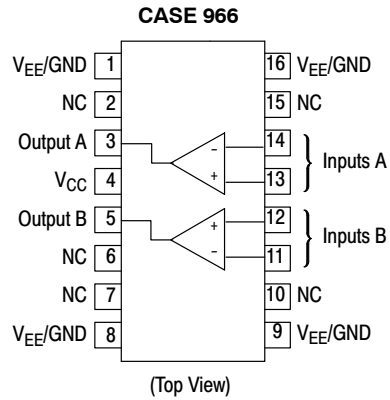 CASE 966
VEE/GND 1 16 VEE/GND
NC 2 15 NC
Output A 3 - 14
Inputs A
VCC 4 + 13
Output B 5 + 12
Inputs B
NC 6 - 11
NC 7 10 NC
VEE/GND 8 9 VEE/GND
(Top View)